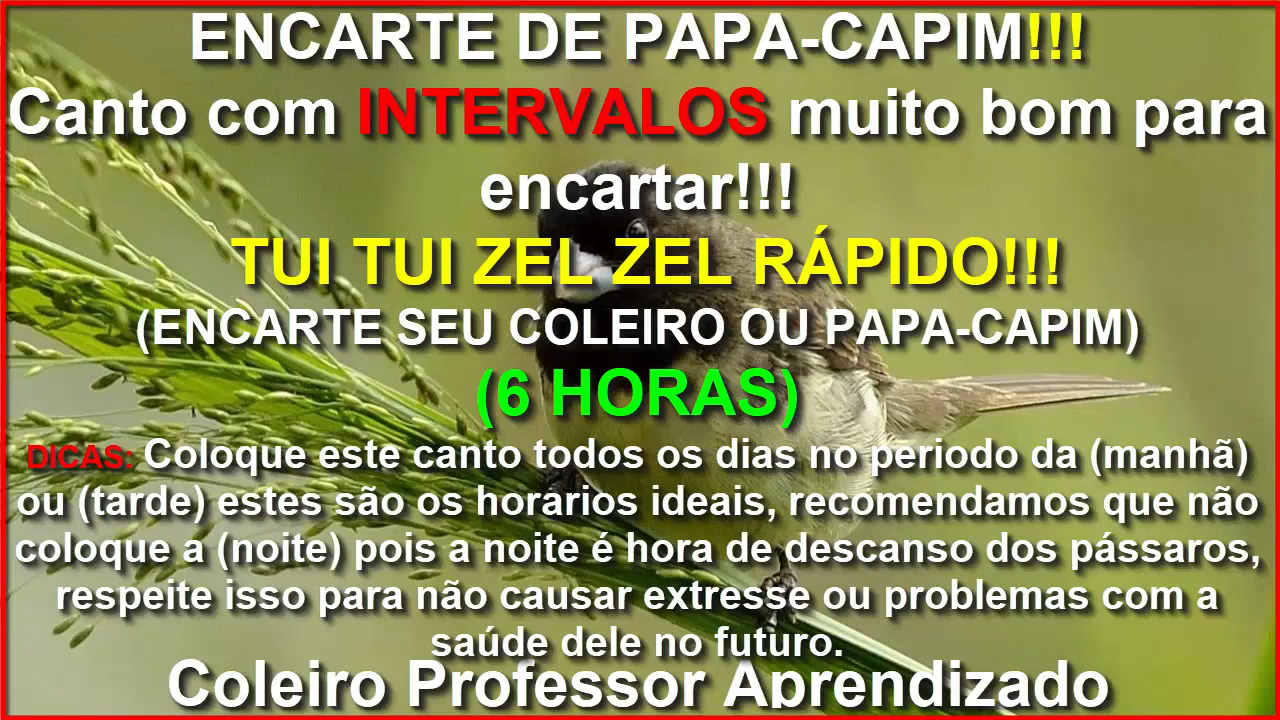 ENCARTE DE PAPA-CAPIM!!!
Canto com INTERVALOS muito bom para
encartar!!!
TUI TUI ZEL ZEL RÁPIDO!!!
(ENCARTE SEU COLEIRO OU PAPA-CAPIM)
(6 HORAS)
DICAS: Coloque este canto todos os dias no periodo da (manhã)
ou (tarde) estes são os horários ideais, recomendamos que não
coloque a (noite) pois a noite é hora de descanso dos pássaros,
respeite isso para não causar extresse ou problemas com a
saúde dele no futuro.
Coleiro Professor Aprendizado